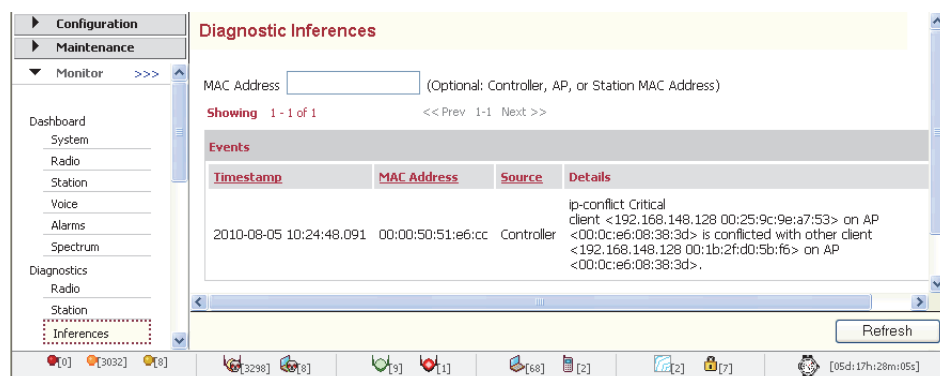 Configuration
Maintenance
Monitor >>>
Dashboard
System
Radio
Station
Voice
Alarms
Spectrum
Diagnostics
Radio
Station
Inferences
Diagnostic Inferences
MAC Address (Optional: Controller, AP, or Station MAC Address)
Showing 1 - 1 of 1 << Prev 1-1 Next >>
Events
Timestamp MAC Address Source Details
2010-08-05 10:24:48.091 00:00:50:51:e6:cc Controller
ip-conflict Critical
client <192.168.148.128 00:25:9c:9e:a7:53> on AP
<00:0c:e6:08:38:3d> is conflicted with other client
<192.168.148.128 00:1b:2f:d0:5b:f6> on AP
<00:0c:e6:08:38:3d>.
Refresh
[0] [3032] [8] [3298] [8] [9] [1] [68] [2] [2] [7] [05d:17h:28m:05s]